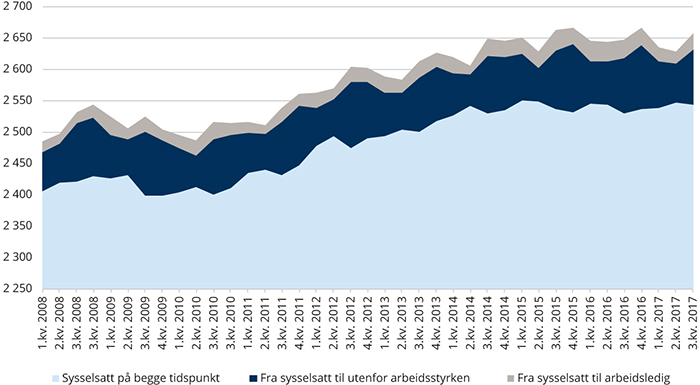 2 700
2 650
2 600
2 550
2 500
2 450
2 400
2 350
2 300
2 250
1.kv. 2008
2.kv. 2008
3.kv. 2008
3.kv. 2008
1.kv. 2009
2.kv. 2009
3.kv. 2009
4.kv. 2009
1.kv. 2010
2.kv. 2010
3.kv. 2010
3.kv. 2010
1.kv. 2011
2.kv. 2011
3.kv. 2011
4.kv. 2011
1.kv. 2012
2.kv. 2012
3.kv. 2012
4.kv. 2012
1.kv. 2013
2.kv. 2013
3.kv. 2013
4.kv. 2013
1.kv. 2014
2.kv. 2014
3.kv. 2014
4.kv. 2014
1.kv. 2015
2.kv. 2015
3.kv. 2015
4.kv. 2015
1.kv. 2016
2.kv. 2016
3.kv. 2016
4.kv. 2016
1.kv. 2017
2.kv. 2017
3.kv. 2017
Sysselsatt på begge tidspunkt
Fra sysselsatt til utenfor arbeidsstyrken
Fra sysselsatt til arbeidsledig